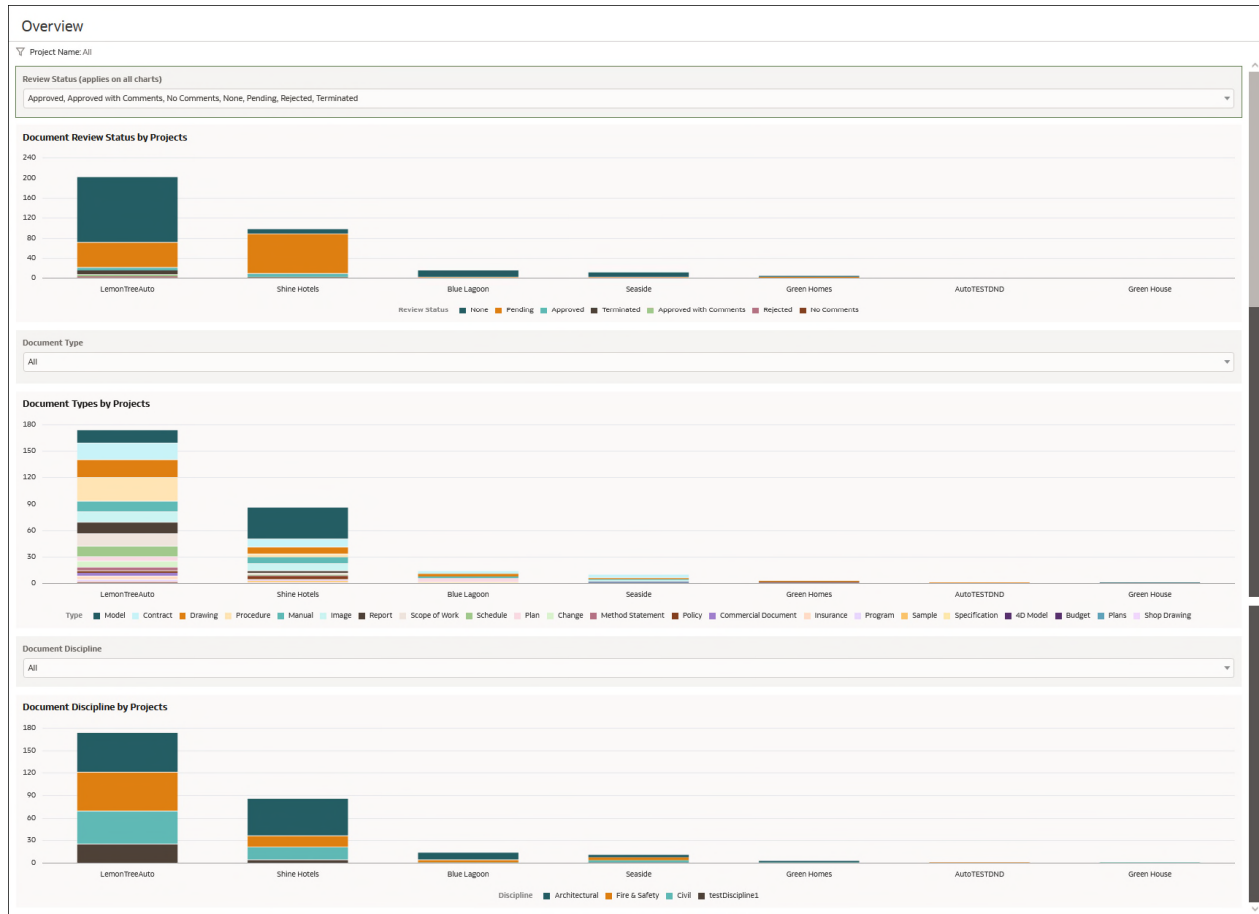 Overview
Project Name: All
Review Status (applies on all charts)
Approved, Approved with Comments, No Comments, None, Pending, Rejected, Terminated
Document Review Status by Projects
240
200
160
120
80
40
0
LemonTreeAuto Shine Hotels Blue Lagoon Seaside Green Homes AutoTESTDND Green House
Review Status None Pending Approved Terminated Approved with Comments Rejected No Comments
Document Type
All
Document Types by Projects
180
150
120
90
60
30
0
LemonTreeAuto Shine Hotels Blue Lagoon Seaside Green Homes AutoTESTDND Green House
Type Model Contract Drawing Procedure Manual Image Report Scope of Work Schedule Plan Change Method Statement Policy Commercial Document Insurance Program Sample Specification 4D Model Budget Plans Shop Drawing
Document Discipline
All
Document Discipline by Projects
180
150
120
90
60
30
0
LemonTreeAuto Shine Hotels Blue Lagoon Seaside Green Homes AutoTESTDND Green House
Discipline Architectural Fire & Safety Civil testDiscipline1